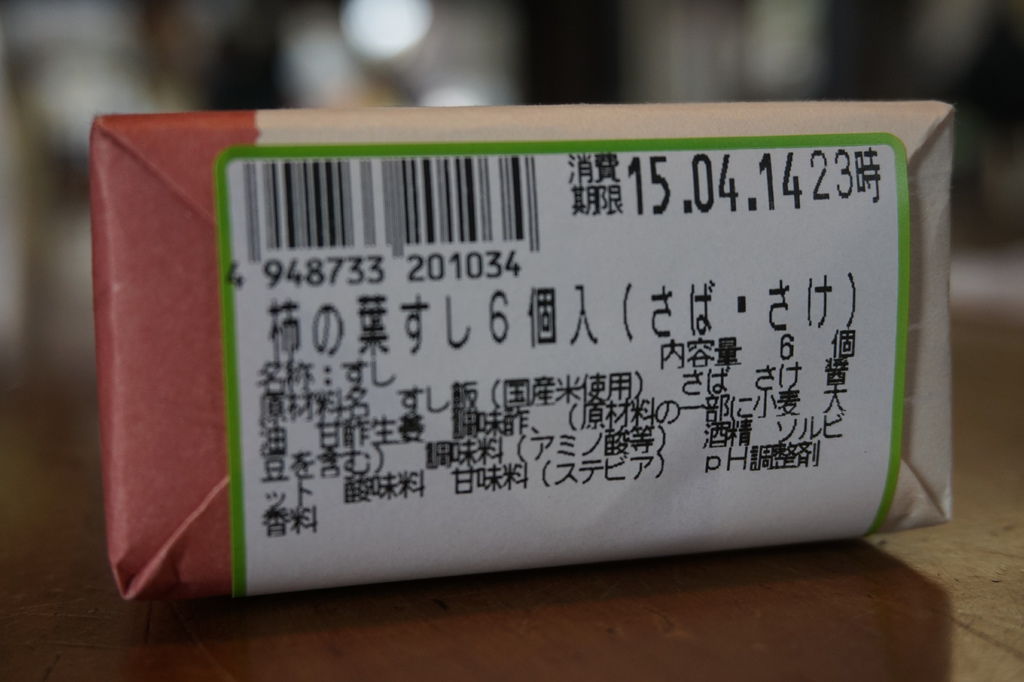 消費期限 15.04.14 23時
4 948733 201034
柿の葉すし6個入(さば・さけ)
名称:すし 内容量 6 個
原材料名 すし飯(国産米使用) さば さけ 醤
油 甘酢生姜 調味酢、(原材料の一部に小麦 大
豆を含む) 調味料(アミノ酸等) 酒精 ソルビ
ット 酸味料 甘味料(ステビア) pH調整剤
香料